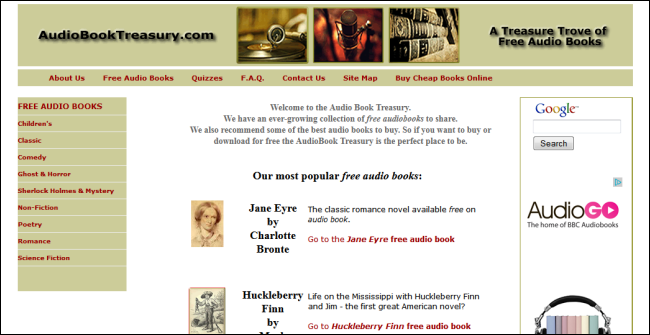 AudioBookTreasury.com
A Treasure Trove of
Free Audio Books
About Us Free Audio Books Quizzes F.A.Q. Contact Us Site Map Buy Cheap Books Online
FREE AUDIO BOOKS
Children's
Classic
Comedy
Ghost & Horror
Sherlock Holmes & Mystery
Non-Fiction
Poetry
Romance
Science Fiction
Welcome to the Audio Book Treasury.
We have an ever-growing collection of free audiobooks to share.
We also recommend some of the best audio books to buy. So if you want to buy or
download for free the AudioBook Treasury is the perfect place to be.
Our most popular free audio books:
Jane Eyre
by
Charlotte
Bronte
The classic romance novel available free on
audio book.
Go to the Jane Eyre free audio book
Huckleberry
Finn
by
Life on the Mississippi with Huckleberry Finn
and Jim - the first great American novel?
Go to Huckleberry Finn free audio book
Google™
Search
AudioGO
The home of BBC Audiobooks